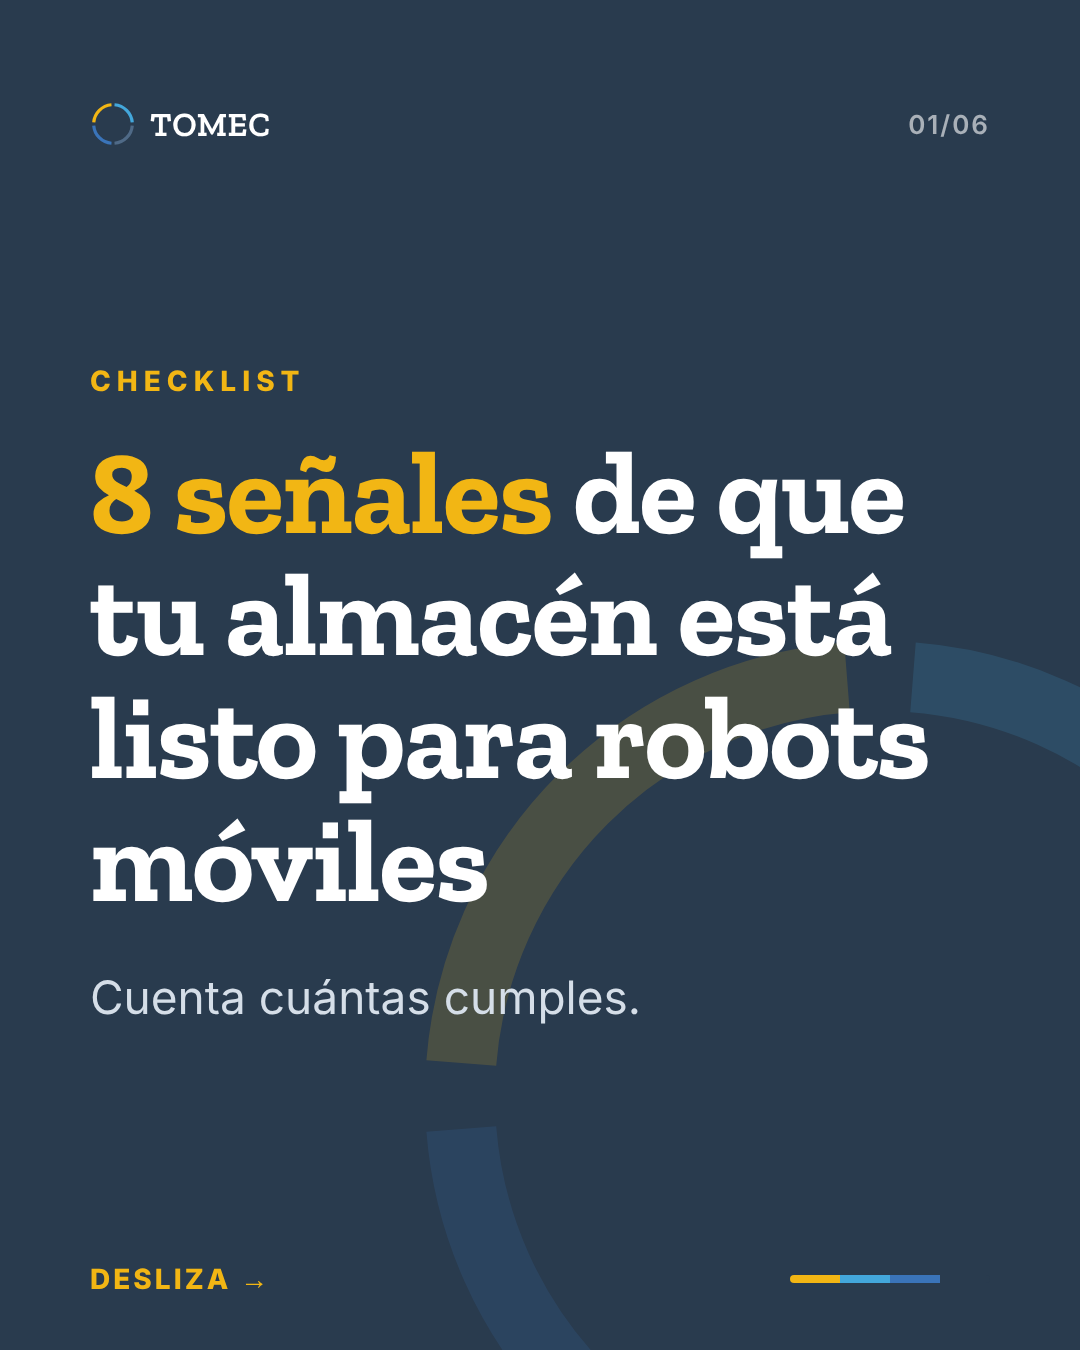 TOMEC
01/06
CHECKLIST
8 señales de que
tu almacén está
listo para robots
móviles
Cuenta cuántas cumples.
DESLIZA →